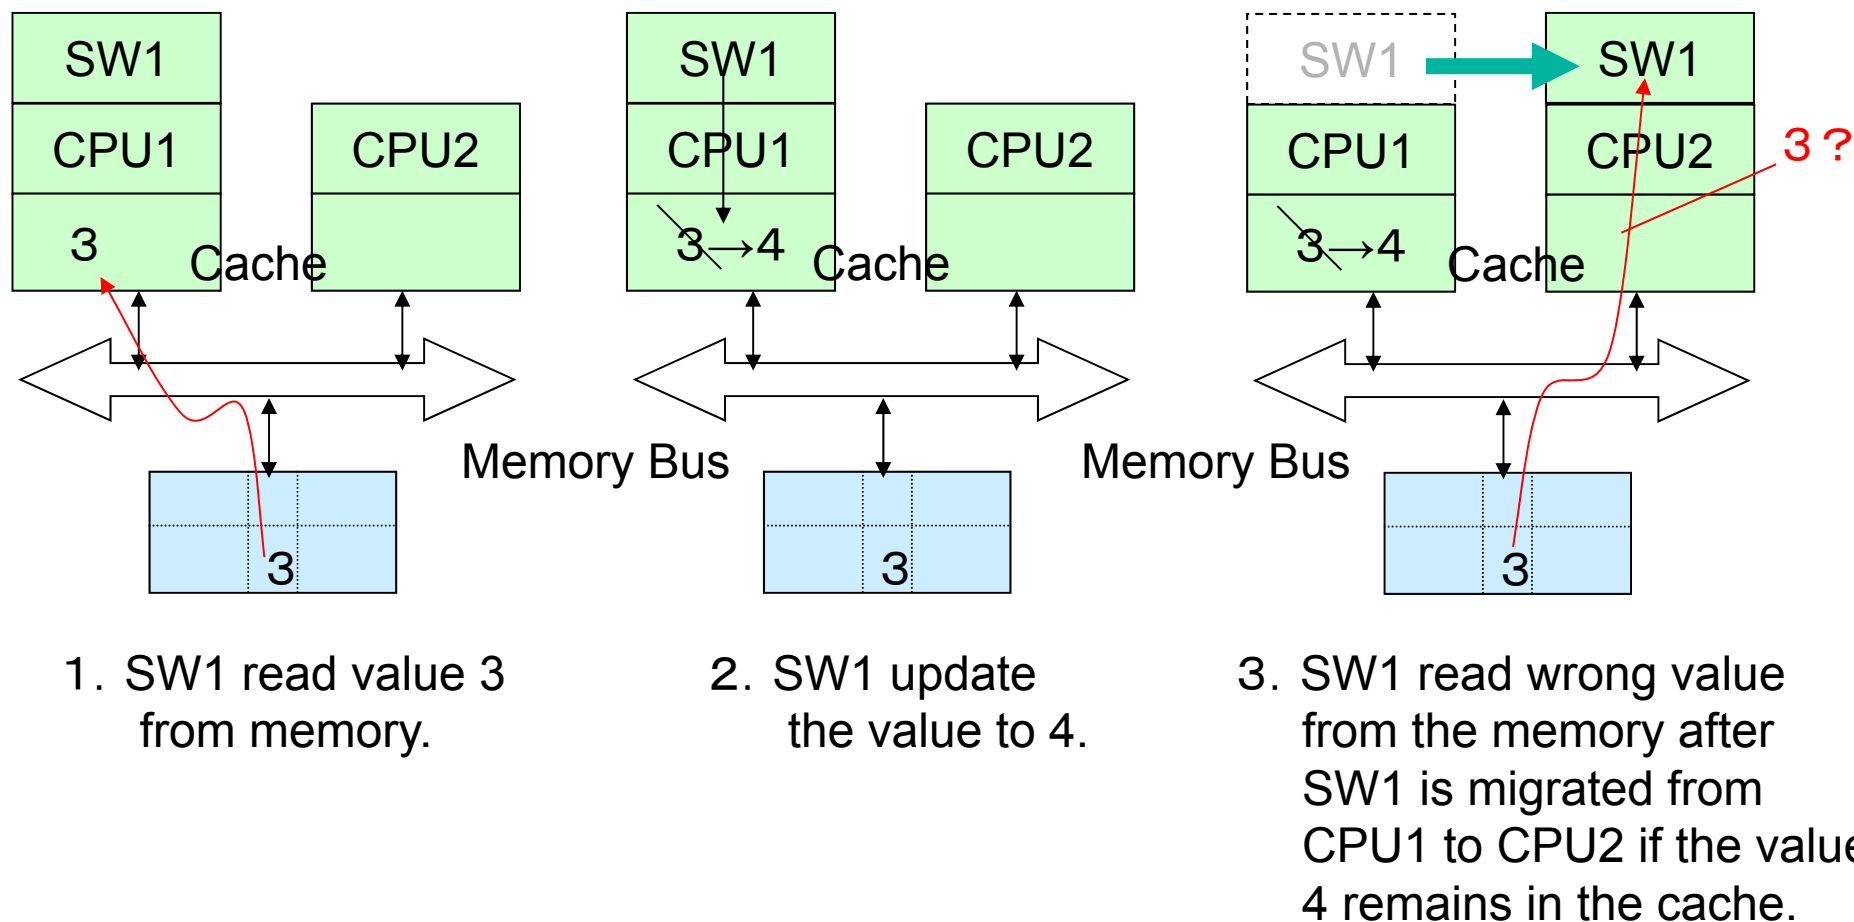 SW1
CPU1
CPU2
3
Cache
3
SW1
CPU1
CPU2
3→4
Cache
Memory Bus
3
SW1
SW1
CPU1
CPU2
3?
3→4
Cache
Memory Bus
3
1. SW1 read value 3
from memory.
2. SW1 update
the value to 4.
3. SW1 read wrong value
from the memory after
SW1 is migrated from
CPU1 to CPU2 if the value
4 remains in the cache.